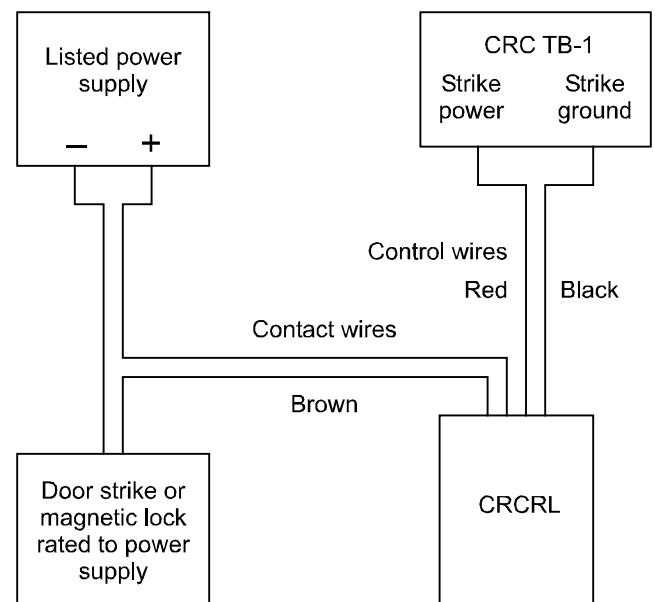 Listed power
supply
– +
CRC TB-1
Strike
power
Strike
ground
Control wires
Red
Black
Contact wires
Brown
Door strike or
magnetic lock
rated to power
supply
CRCRL